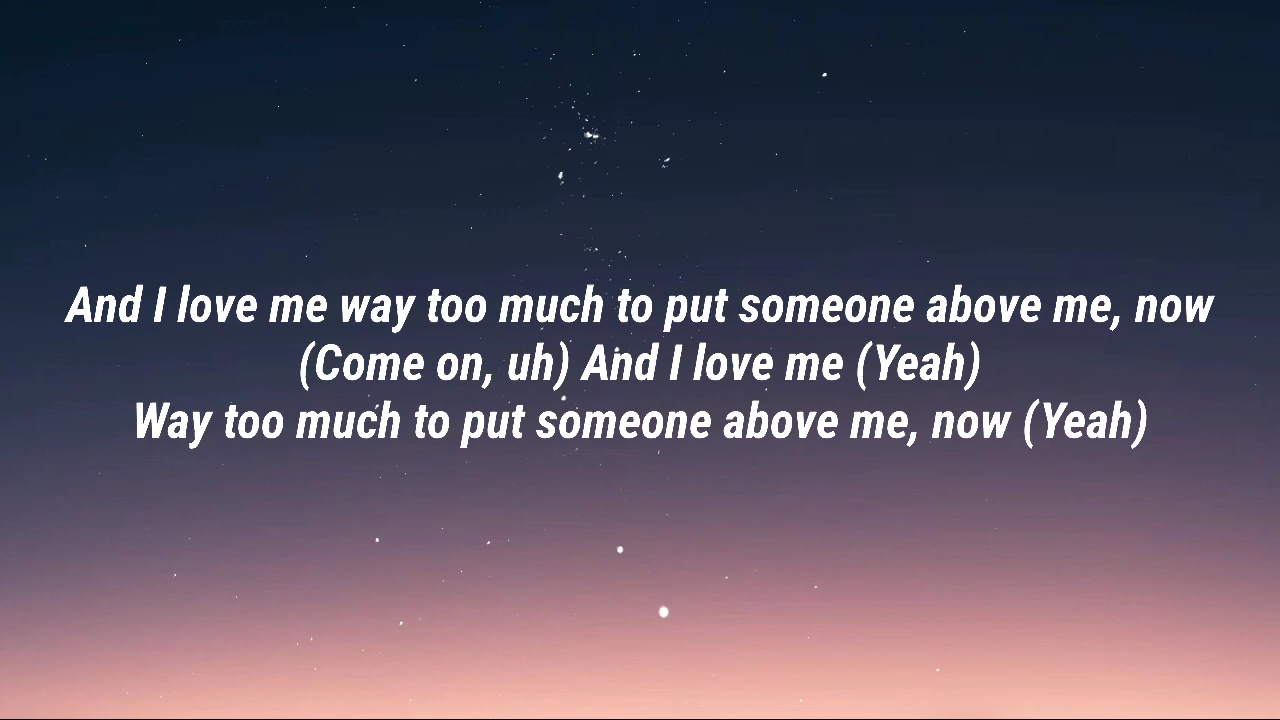 And I love me way too much to put someone above me, now
(Come on, uh) And I love me (Yeah)
Way too much to put someone above me, now (Yeah)